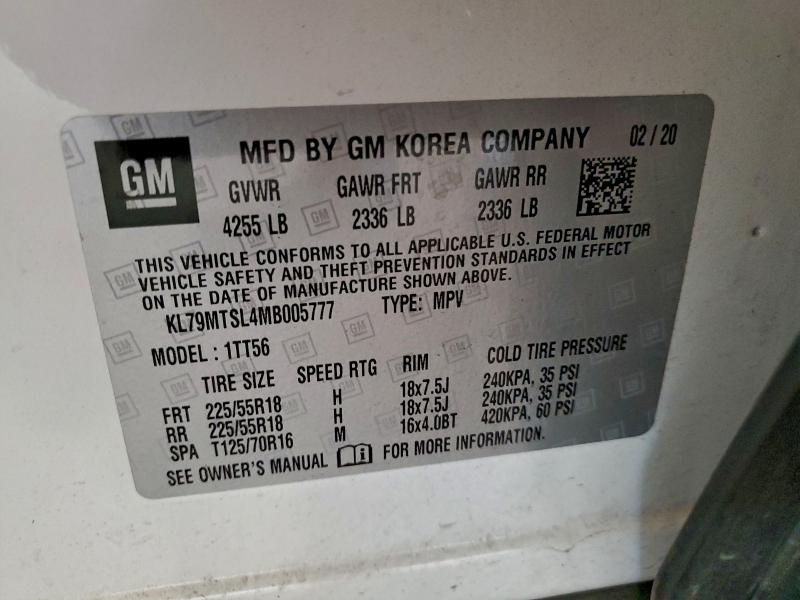 GM
MFD BY GM KOREA COMPANY 02 / 20
GVWR GAWR FRT GAWR RR
4255 LB 2336 LB 2336 LB
THIS VEHICLE CONFORMS TO ALL APPLICABLE U.S. FEDERAL MOTOR
VEHICLE SAFETY AND THEFT PREVENTION STANDARDS IN EFFECT
ON THE DATE OF MANUFACTURE SHOWN ABOVE.
KL79MTSL4MB005777 TYPE: MPV
MODEL : 1TT56
TIRE SIZE SPEED RTG RIM COLD TIRE PRESSURE
FRT 225/55R18 H 18x7.5J 240KPA, 35 PSI
RR 225/55R18 H 18x7.5J 240KPA, 35 PSI
SPA T125/70R16 M 16x4.0BT 420KPA, 60 PSI
SEE OWNER'S MANUAL FOR MORE INFORMATION.